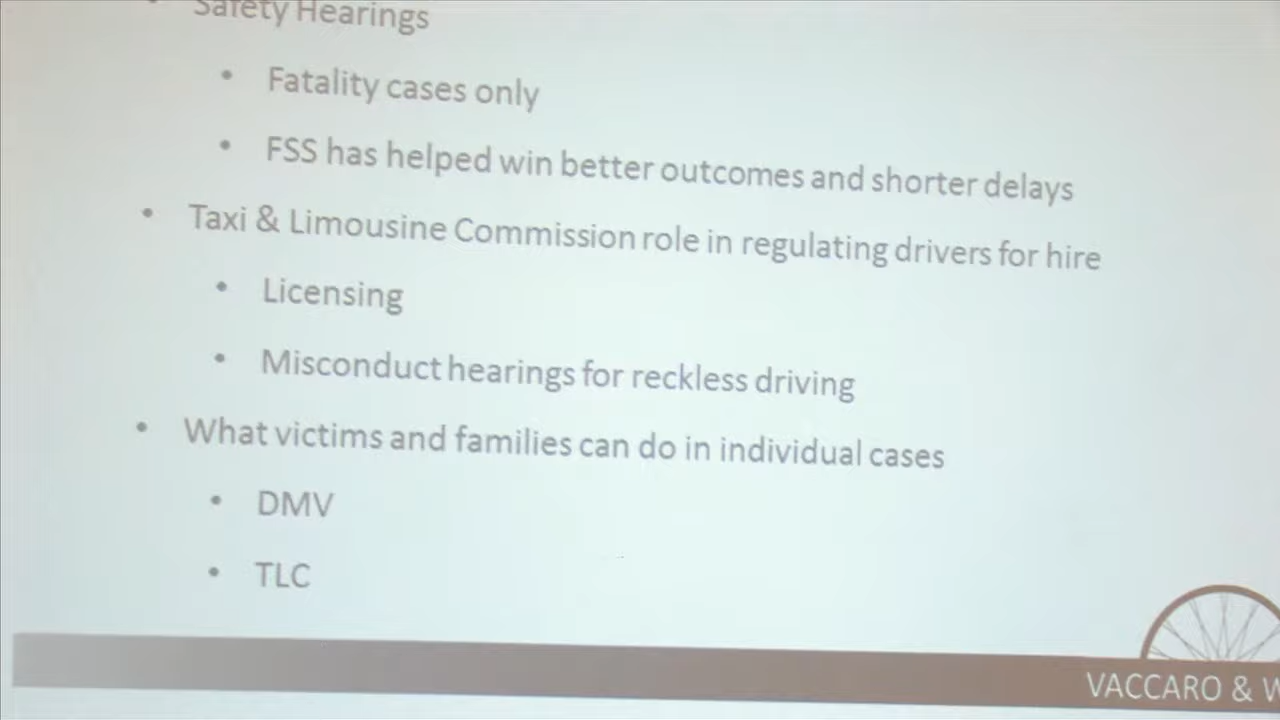 Safety Hearings
• Fatality cases only
• FSS has helped win better outcomes and shorter delays
• Taxi & Limousine Commission role in regulating drivers for hire
• Licensing
• Misconduct hearings for reckless driving
• What victims and families can do in individual cases
• DMV
• TLC
VACCARO &